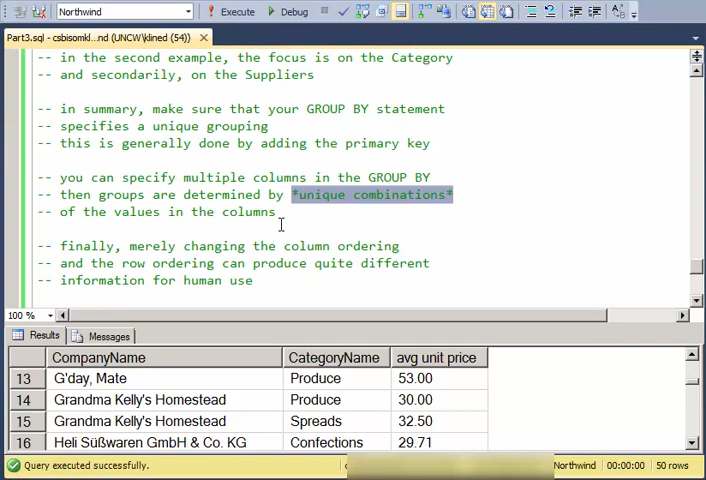 Northwind
Execute
Debug
Part3.sql - csbisomkl...nd (UNCW\klined (54))
-- in the second example, the focus is on the Category
-- and secondarily, on the Suppliers
-- in summary, make sure that your GROUP BY statement
-- specifies a unique grouping
-- this is generally done by adding the primary key
-- you can specify multiple columns in the GROUP BY
-- then groups are determined by *unique combinations*
-- of the values in the columns
-- finally, merely changing the column ordering
-- and the row ordering can produce quite different
-- information for human use
100 %
Results
Messages
CompanyName CategoryName avg unit price
13 G'day, Mate Produce 53.00
14 Grandma Kelly's Homestead Produce 30.00
15 Grandma Kelly's Homestead Spreads 32.50
16 Heli Süßwaren GmbH & Co. KG Confections 29.71
Query executed successfully.
Northwind 00:00:00 50 rows